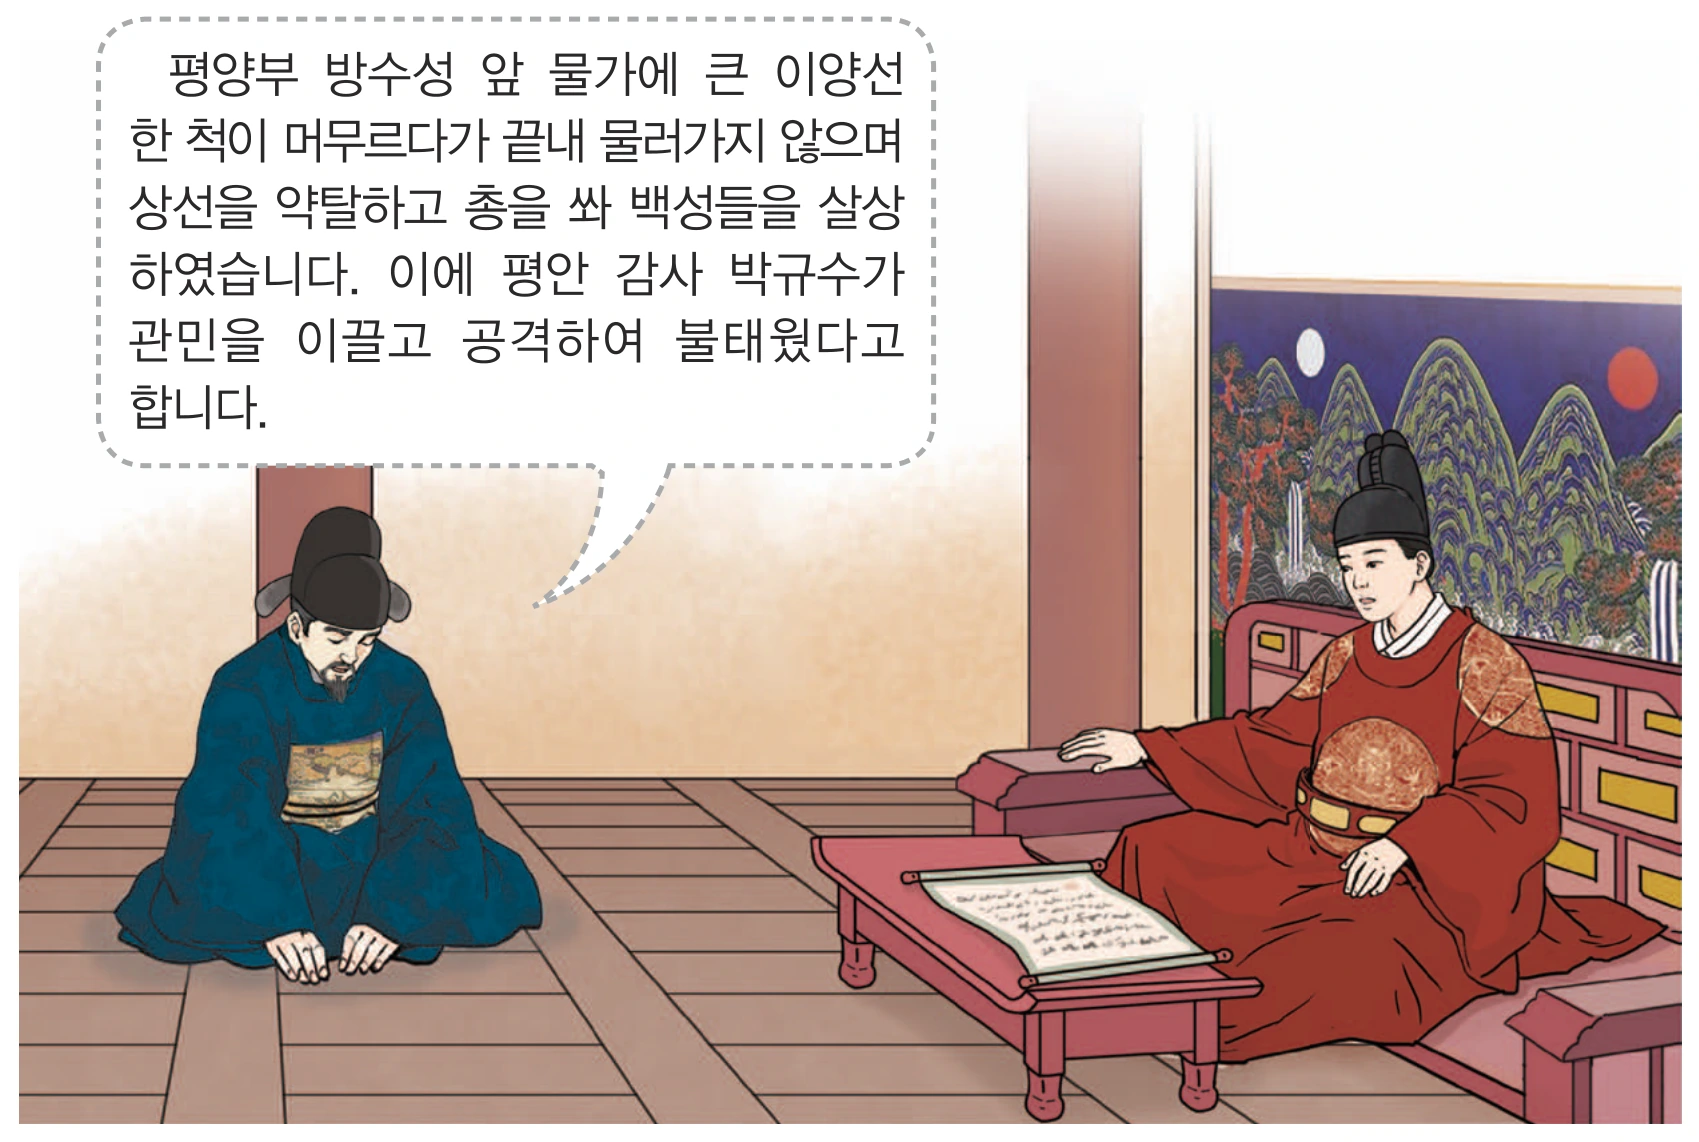 평양부 방수성 앞 물가에 큰 이양선
한 척이 머무르다가 끝내 물러가지 않으며
상선을 약탈하고 총을 쏴 백성들을 살상
하였습니다. 이에 평안 감사 박규수가
관민을 이끌고 공격하여 불태웠다고
합니다.